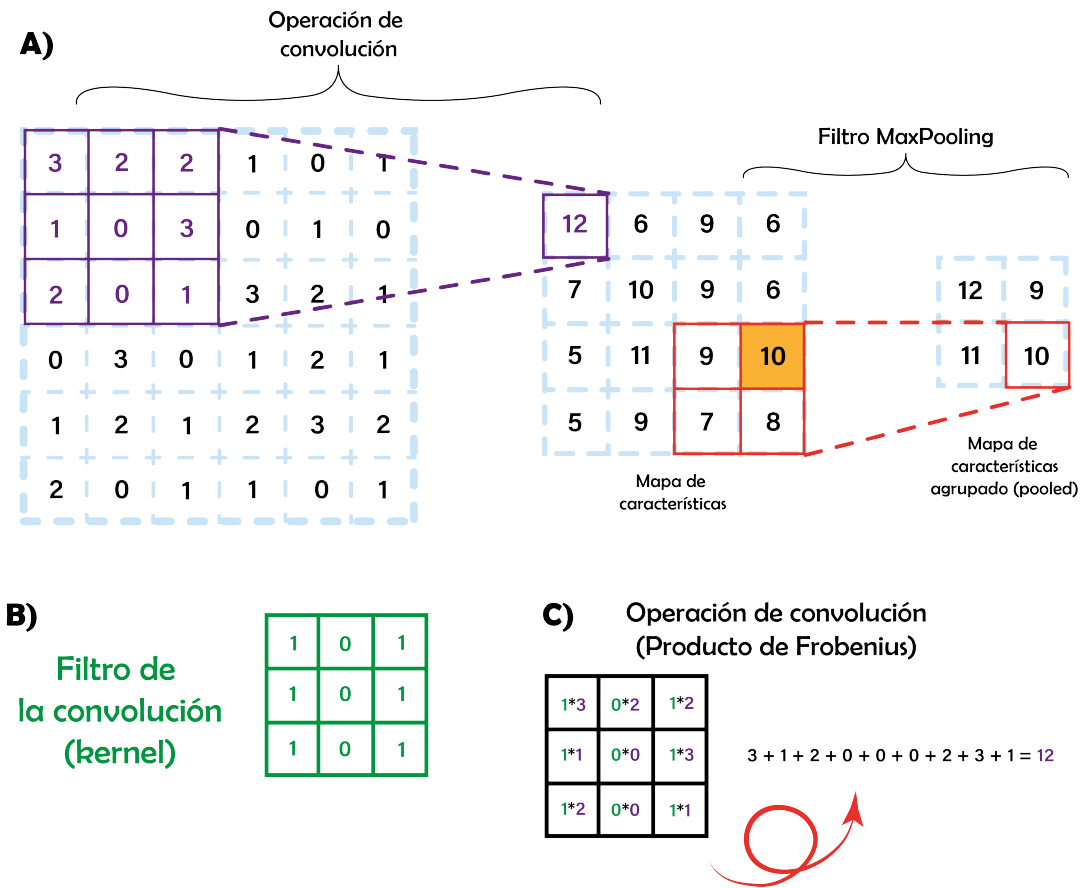 A)
Operación de
convolución
3 2 2 1 0 1
1 0 3 0 1 0
2 0 1 3 2 1
0 3 0 1 2 1
1 2 1 2 3 2
2 0 1 1 0 1
12 6 9 6
7 10 9 6
5 11 9 10
5 9 7 8
Mapa de
características
Filtro MaxPooling
12 9
11 10
Mapa de
características
agrupado (pooled)
B)
Filtro de
la convolución
(kernel)
1 0 1
1 0 1
1 0 1
C)
Operación de convolución
(Producto de Frobenius)
1*3 0*2 1*2
1*1 0*0 1*3
1*2 0*0 1*1
3 + 1 + 2 + 0 + 0 + 0 + 2 + 3 + 1 = 12